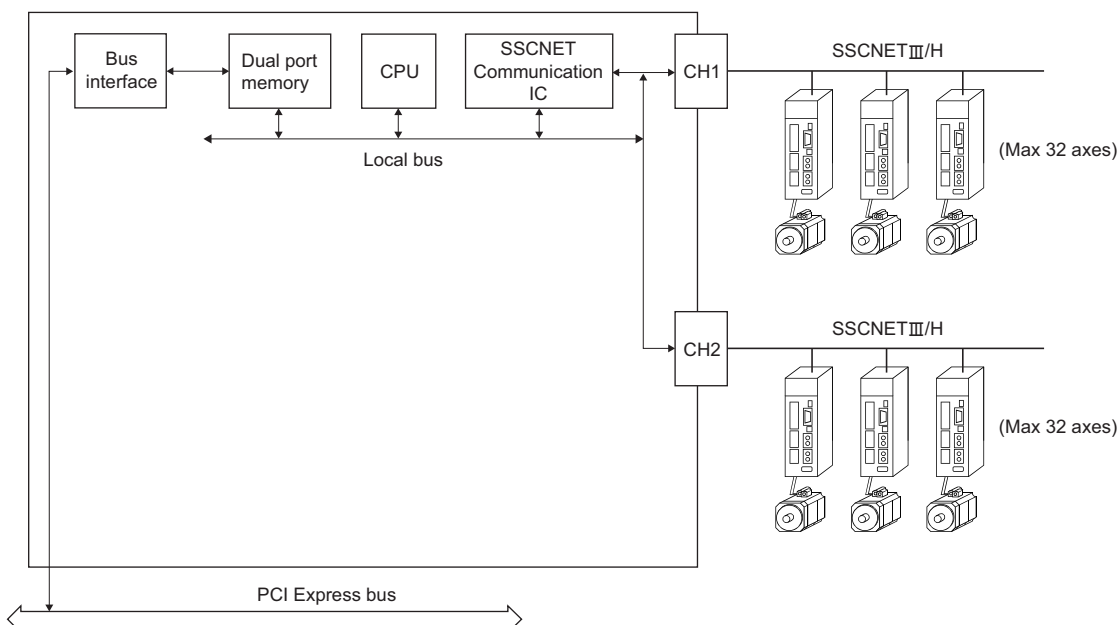 Bus
interface
Dual port
memory
CPU
SSCNET
Communication
IC
CH1
SSCNETⅢ/H
(Max 32 axes)
Local bus
CH2
SSCNETⅢ/H
(Max 32 axes)
PCI Express bus